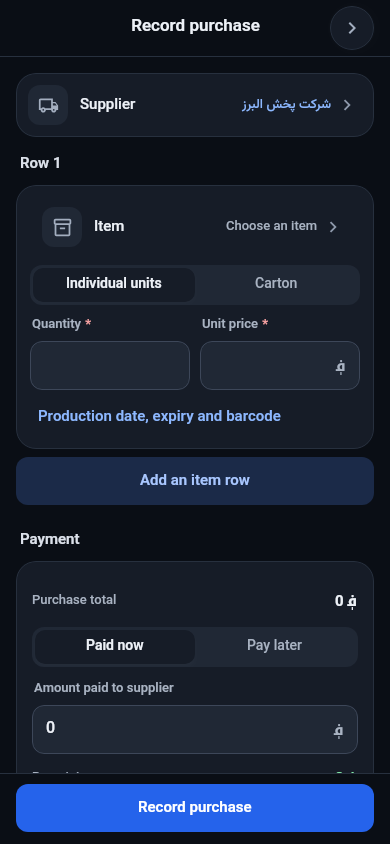 Record purchase
Supplier
شرکت پخش البرز
Row 1
Item
Choose an item
Individual units
Carton
Quantity *
Unit price *
؋
Production date, expiry and barcode
Add an item row
Payment
Purchase total
0 ؋
Paid now
Pay later
Amount paid to supplier
0 ؋
Record purchase